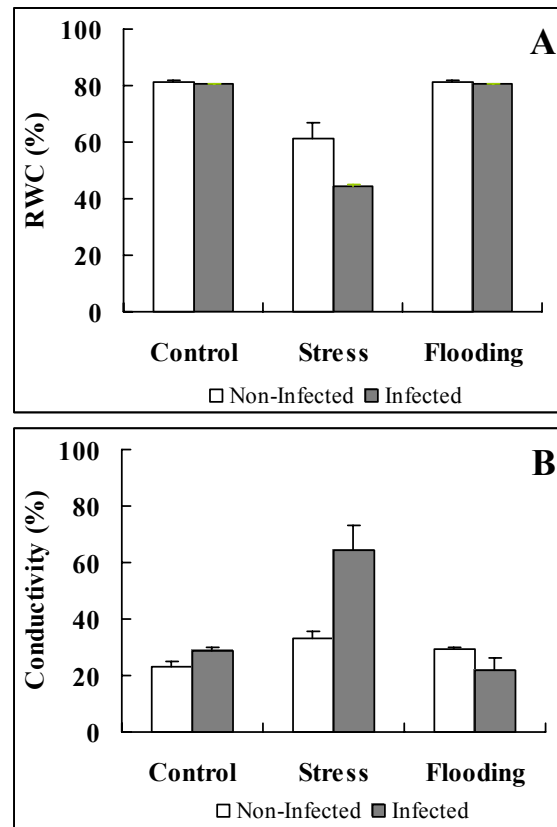 A
100
80
60
40
20
0
RWC (%)
Control Stress Flooding
Non-Infected Infected
B
100
80
60
40
20
0
Conductivity (%)
Control Stress Flooding
Non-Infected Infected